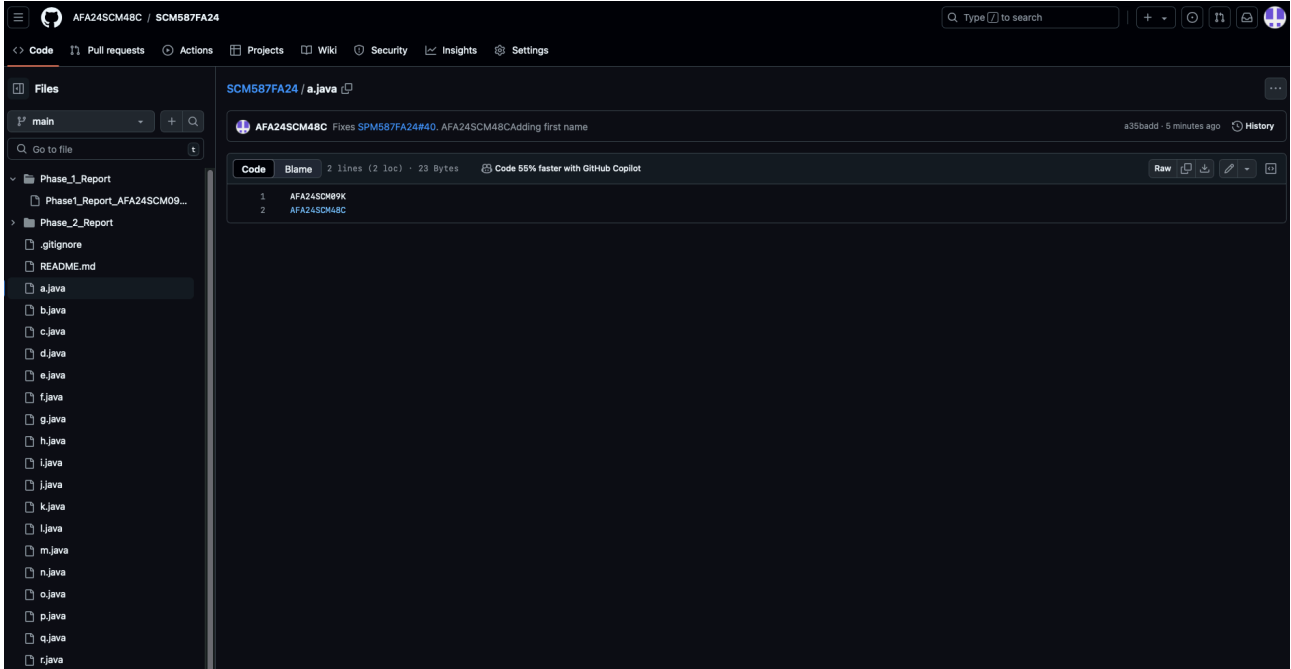 AFA24SCM48C / SCM587FA24
Type / to search
Code Pull requests Actions Projects Wiki Security Insights Settings
Files
main
Go to file t
Phase_1_Report
Phase1_Report_AFA24SCM09...
Phase_2_Report
.gitignore
README.md
a.java
b.java
c.java
d.java
e.java
f.java
g.java
h.java
i.java
j.java
k.java
l.java
m.java
n.java
o.java
p.java
q.java
r.java
SCM587FA24 / a.java
AFA24SCM48C Fixes SPM587FA24#40. AFA24SCM48CAdding first name
a35badd · 5 minutes ago History
Code Blame 2 lines (2 loc) · 23 Bytes Code 55% faster with GitHub Copilot Raw
1 AFA24SCM09K
2 AFA24SCM48C